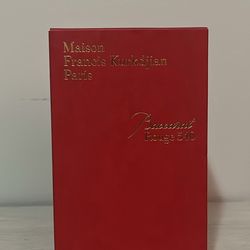 Maison
Francis Kurkdjian
Paris
Baccarat
Rouge 540